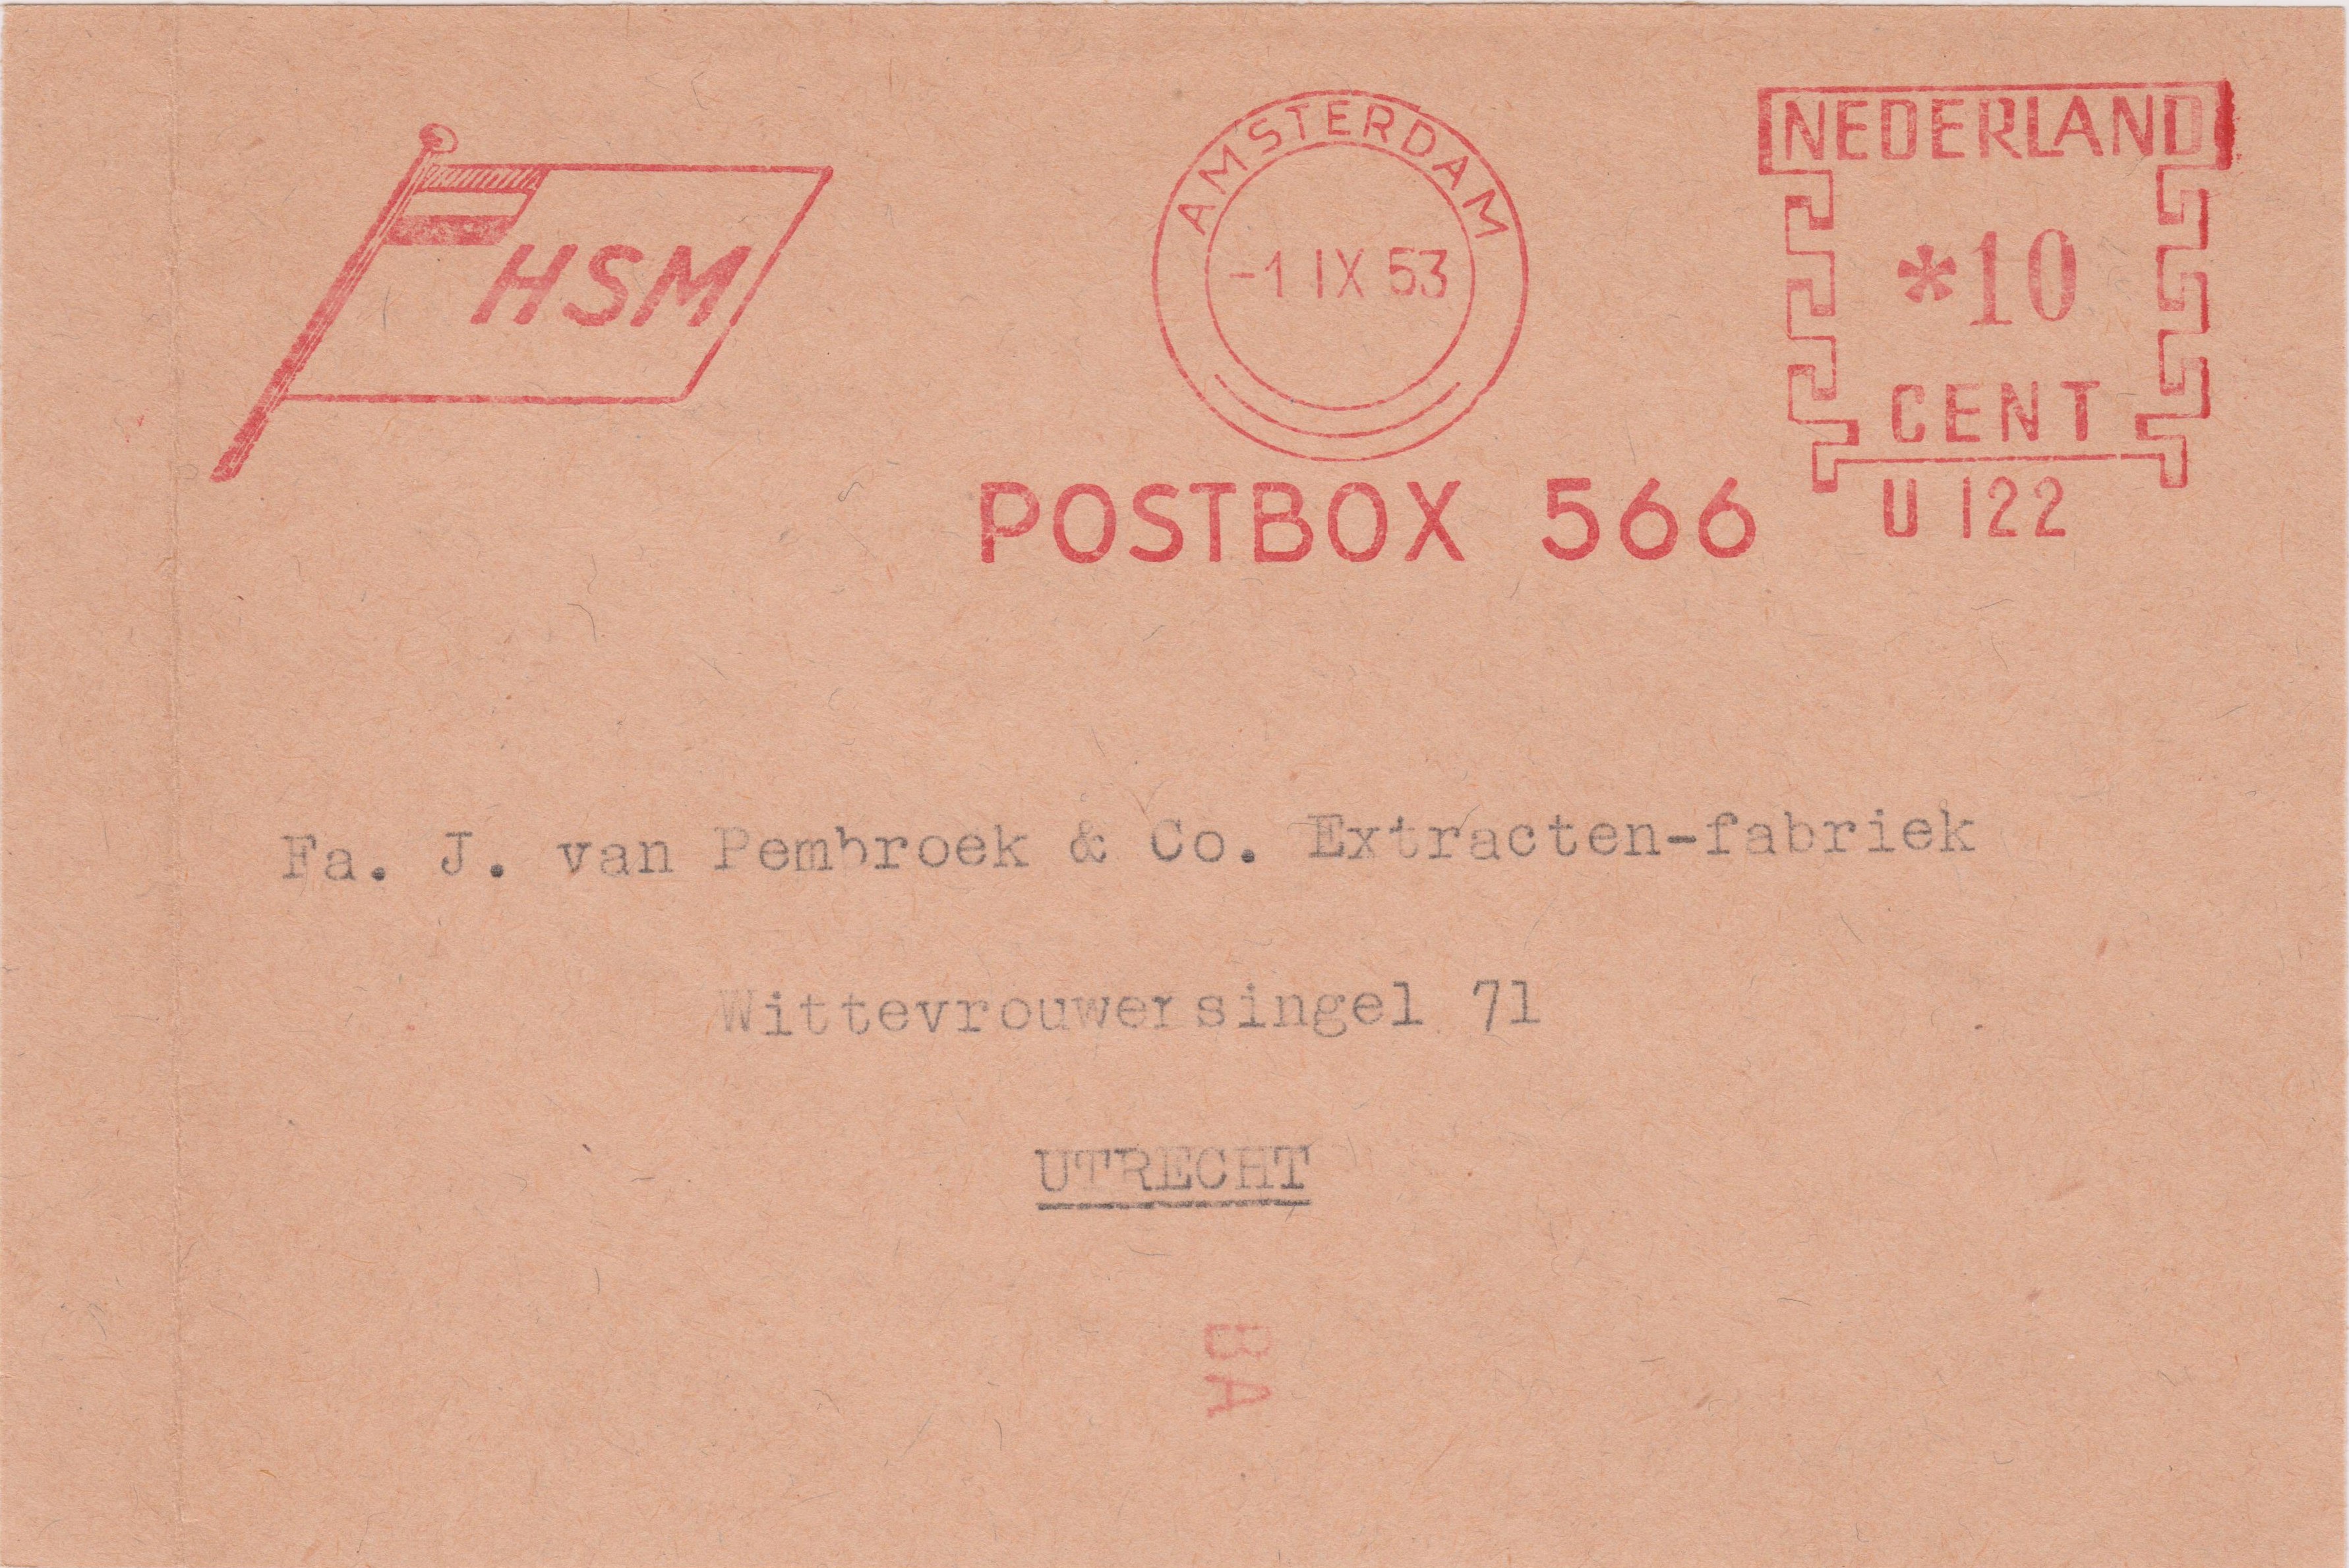 HSM
AMSTERDAM
-1 IX 53
POSTBOX 566
NEDERLAND
*10
CENT
U 122
Fa. J. van Pembroek & Co. Extracten-fabriek
Wittevrouwersingel 71
UTRECHT
BA